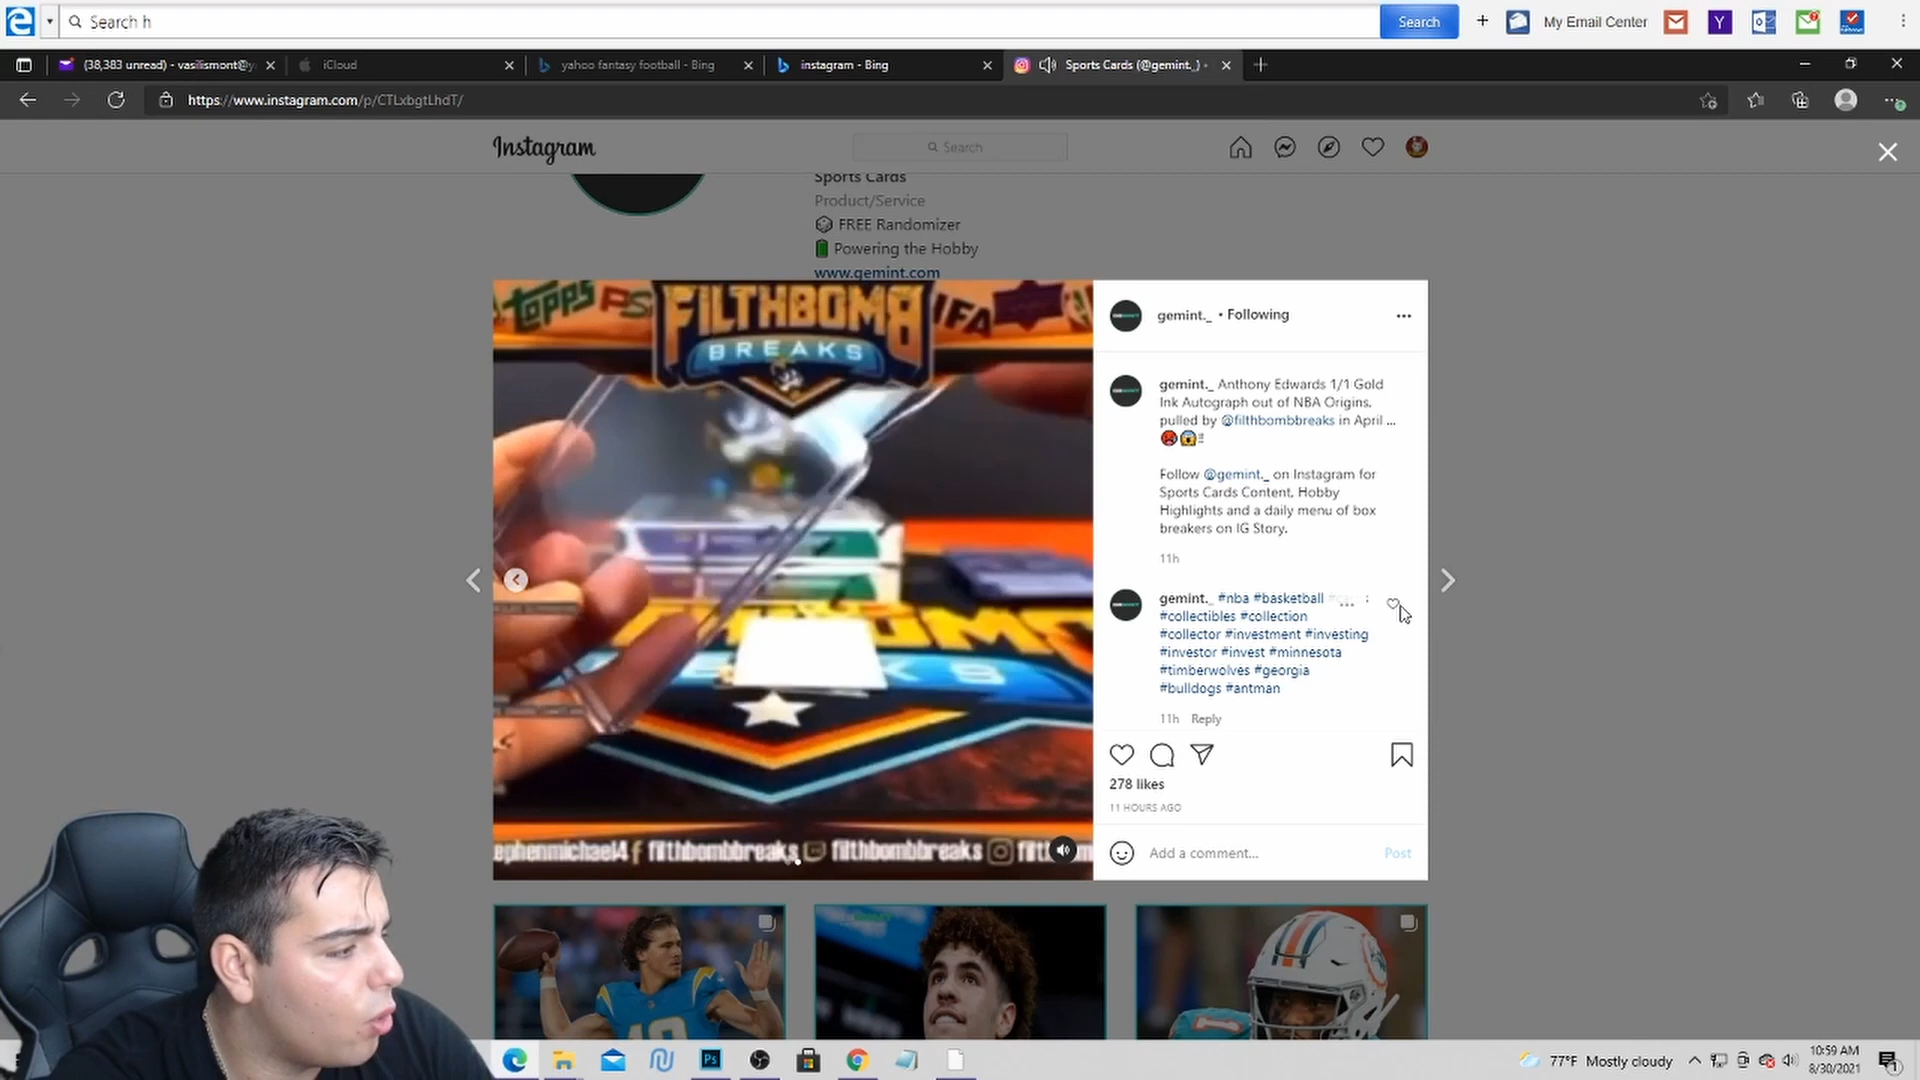 Search h
Search
My Email Center
(38,383 unread) - vasilismont@y
iCloud
yahoo fantasy football - Bing
instagram - Bing
Sports Cards (@gemint._) •
https://www.instagram.com/p/CTLxbgtLhdT/
Instagram
Search
Sports Cards
Product/Service
FREE Randomizer
Powering the Hobby
www.gemint.com
TOPPS PS
FILTHBOMB
BREAKS
gemint._ • Following
gemint._ Anthony Edwards 1/1 Gold
Ink Autograph out of NBA Origins,
pulled by @filthbombbreaks in April ...
Follow @gemint._ on Instagram for
Sports Cards Content, Hobby
Highlights and a daily menu of box
breakers on IG Story.
11h
gemint._ #nba #basketball
#collectibles #collection
#collector #investment #investing
#investor #invest #minnesota
#timberwolves #georgia
#bulldogs #antman
11h Reply
278 likes
11 HOURS AGO
ephenmichael4 filthbombbreaks filthbombbreaks filt
Add a comment...
Post
77°F Mostly cloudy
10:59 AM
8/30/2021